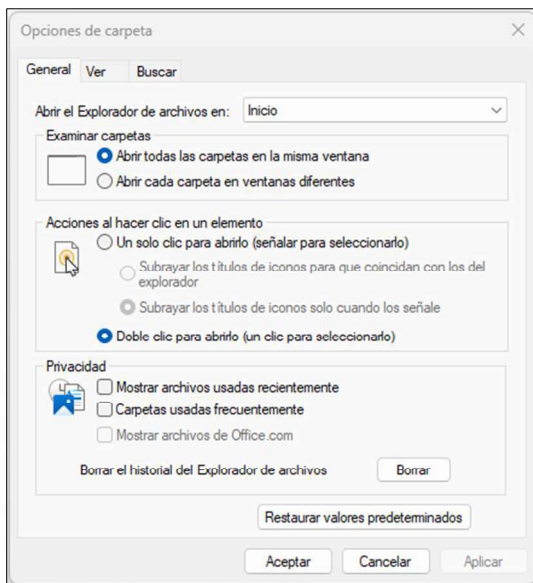 Opciones de carpeta
General Ver Buscar
Abrir el Explorador de archivos en: Inicio
Examinar carpetas
Abrir todas las carpetas en la misma ventana
Abrir cada carpeta en ventanas diferentes
Acciones al hacer clic en un elemento
Un solo clic para abrirlo (señalar para seleccionarlo)
Subrayar los títulos de iconos para que coincidan con los del
explorador
Subrayar los títulos de iconos solo cuando los señale
Doble clic para abrirlo (un clic para seleccionarlo)
Privacidad
Mostrar archivos usadas recientemente
Carpetas usadas frecuentemente
Mostrar archivos de Office.com
Borrar el historial del Explorador de archivos Borrar
Restaurar valores predeterminados
Aceptar Cancelar Aplicar